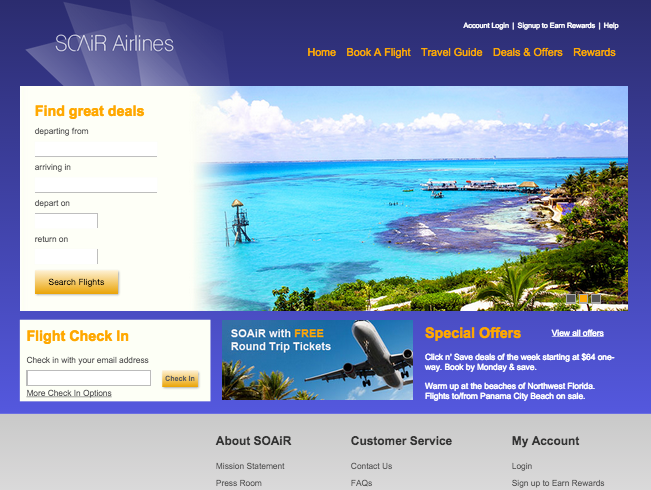 SOAiR Airlines
Account Login | Signup to Earn Rewards | Help
Home Book A Flight Travel Guide Deals & Offers Rewards
Find great deals
departing from
arriving in
depart on
return on
Search Flights
Flight Check In
Check in with your email address
Check In
More Check In Options
SOAiR with FREE
Round Trip Tickets
Special Offers View all offers
Click n' Save deals of the week starting at $64 one-
way. Book by Monday & save.
Warm up at the beaches of Northwest Florida.
Flights to/from Panama City Beach on sale.
About SOAiR
Mission Statement
Press Room
Customer Service
Contact Us
FAQs
My Account
Login
Sign up to Earn Rewards